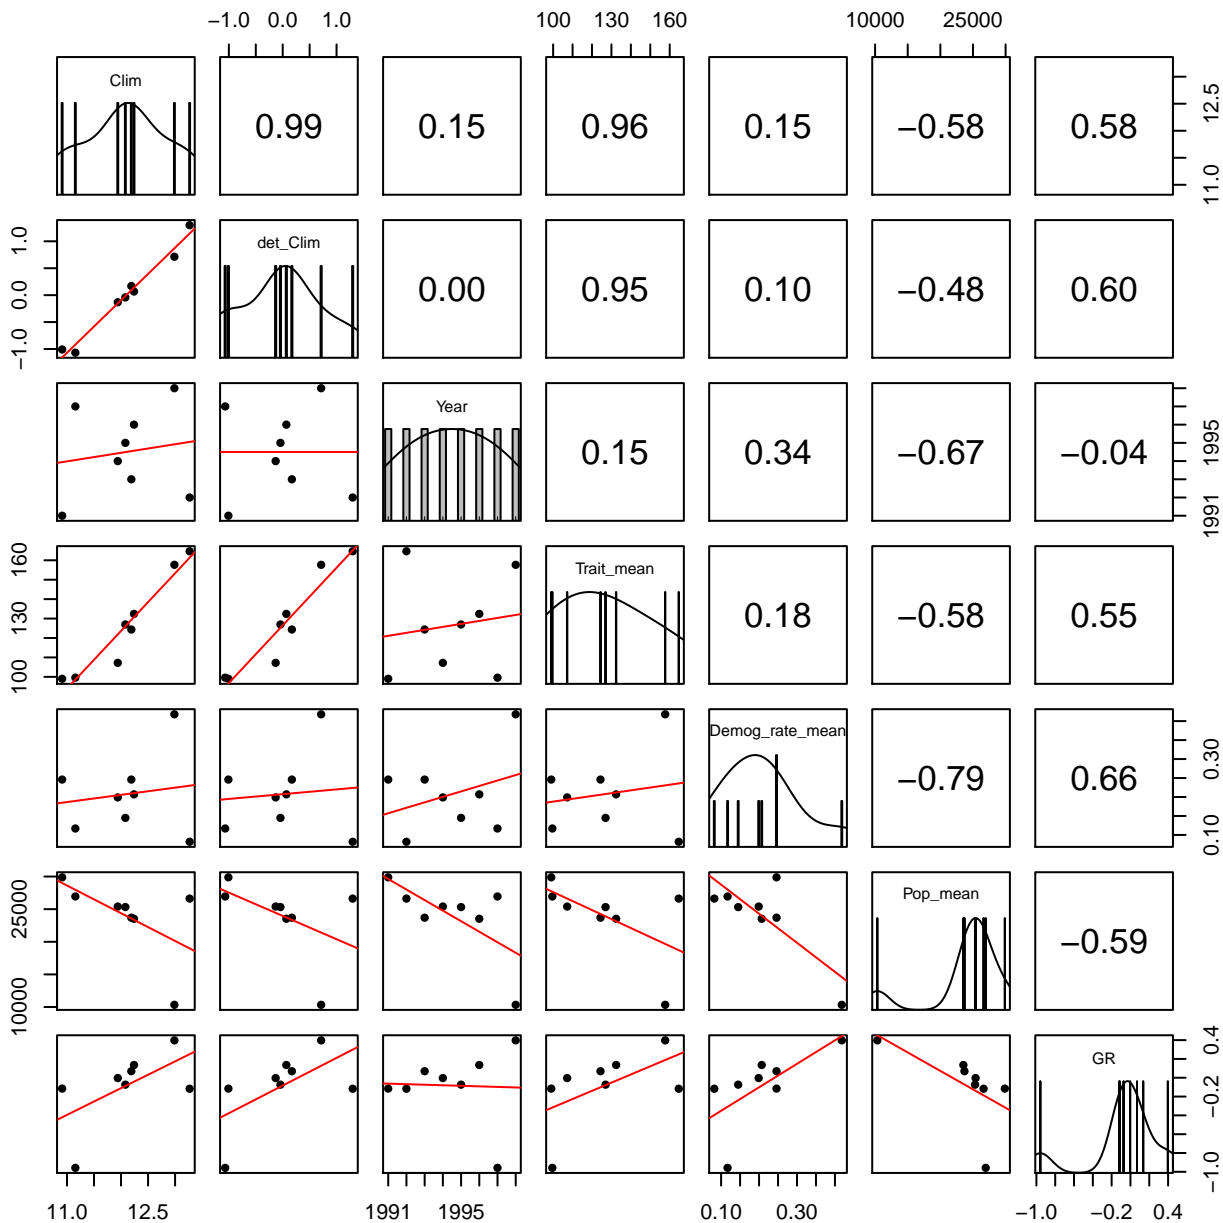 −1.0 0.0 1.0 100 130 160 10000 25000
Clim 0.99 0.15 0.96 0.15 −0.58 0.58 11.0 12.5
−1.0 0.0 1.0 det_Clim 0.00 0.95 0.10 −0.48 0.60
Year 0.15 0.34 −0.67 −0.04 1991 1995
100 130 160 Trait_mean 0.18 −0.58 0.55
Demog_rate_mean −0.79 0.66 0.10 0.30
10000 25000 Pop_mean −0.59
GR −1.0 −0.2 0.4
11.0 12.5 1991 1995 0.10 0.30 −1.0 −0.2 0.4